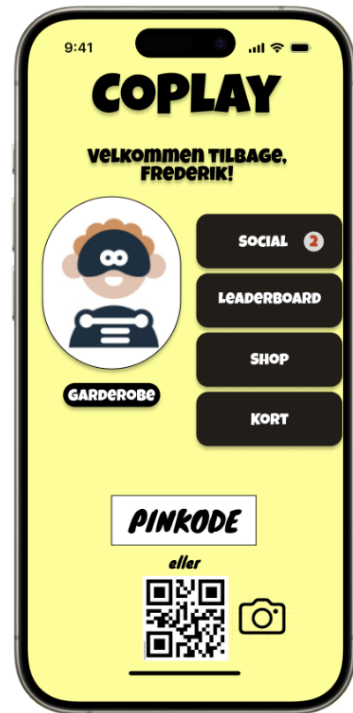 9:41
COPLAY
VELKOMMEN TILBAGE,
FREDERIK!
SOCIAL 2
LEADERBOARD
SHOP
KORT
GARDEROBE
PINKODE
eller